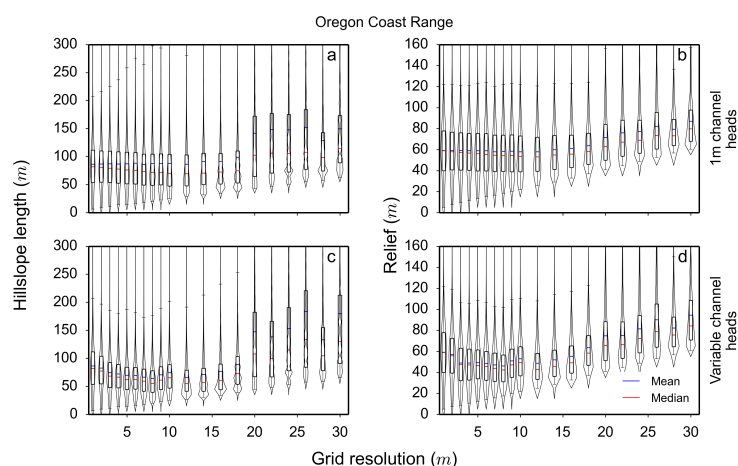 Oregon Coast Range
a
b
300
250
200
150
100
50
0
160
140
120
100
80
60
40
20
0
1m channel
heads
Hillslope length (m)
Relief (m)
c
d
300
250
200
150
100
50
0
160
140
120
100
80
60
40
20
0
Variable channel
heads
Mean
Median
5 10 15 20 25 30
5 10 15 20 25 30
Grid resolution (m)